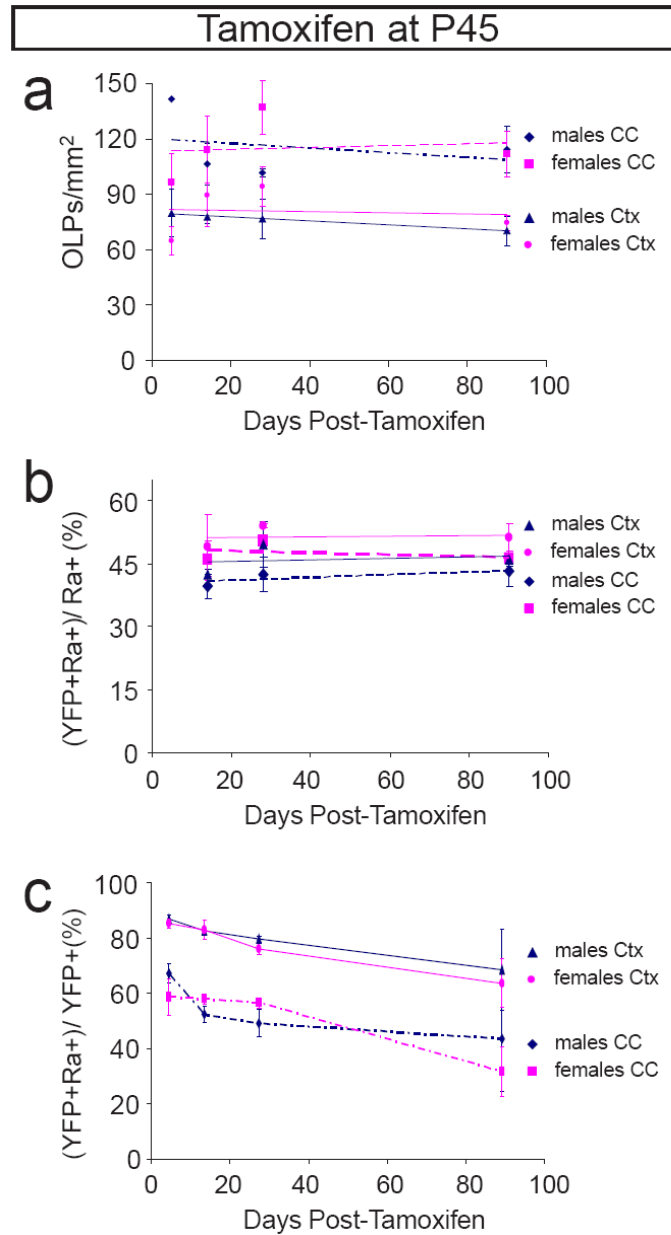 Tamoxifen at P45
a
150
120
90
60
30
0
OLPs/mm²
0 20 40 60 80 100
Days Post-Tamoxifen
males CC
females CC
males Ctx
females Ctx
b
60
45
30
15
0
(YFP+Ra+)/ Ra+ (%)
0 20 40 60 80 100
Days Post-Tamoxifen
males Ctx
females Ctx
males CC
females CC
c
100
80
60
40
20
0
(YFP+Ra+)/ YFP+(%)
0 20 40 60 80 100
Days Post-Tamoxifen
males Ctx
females Ctx
males CC
females CC